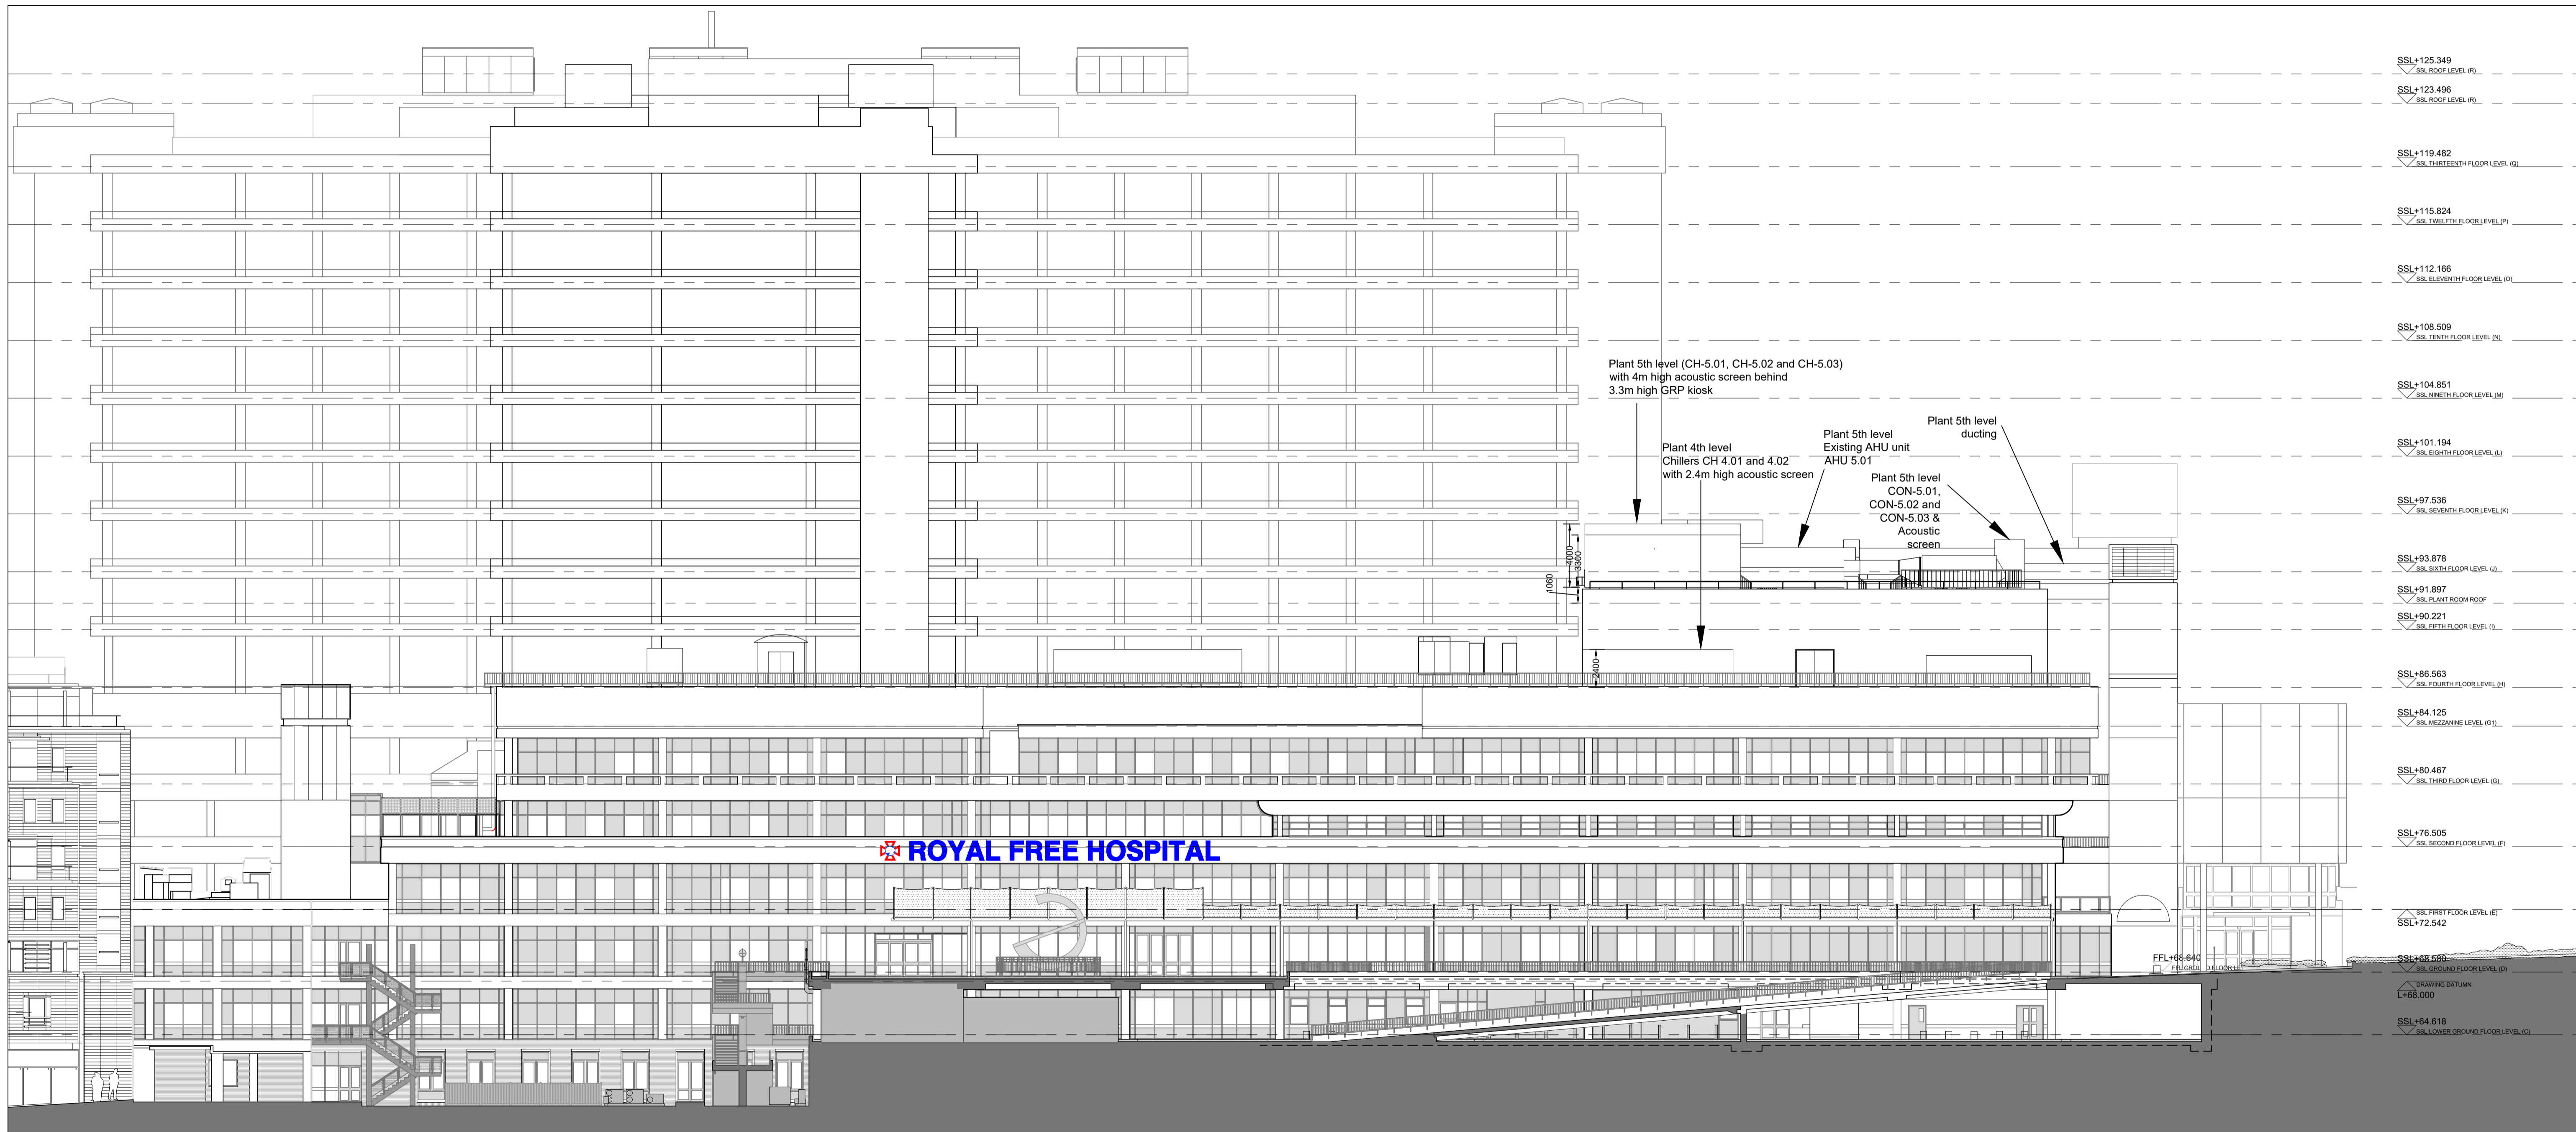 SSL+125.349
SSL ROOF LEVEL (R)
SSL+123.496
SSL ROOF LEVEL (R)
SSL+119.482
SSL THIRTEENTH FLOOR LEVEL (Q)
SSL+115.824
SSL TWELFTH FLOOR LEVEL (P)
SSL+112.166
SSL ELEVENTH FLOOR LEVEL (O)
SSL+108.509
SSL TENTH FLOOR LEVEL (N)
Plant 5th level (CH-5.01, CH-5.02 and CH-5.03)
with 4m high acoustic screen behind
3.3m high GRP kiosk
SSL+104.851
SSL NINETH FLOOR LEVEL (M)
Plant 5th level
ducting
Plant 5th level
Existing AHU unit
AHU 5.01
Plant 4th level
Chillers CH 4.01 and 4.02
with 2.4m high acoustic screen
SSL+101.194
SSL EIGHTH FLOOR LEVEL (L)
Plant 5th level
CON-5.01,
CON-5.02 and
CON-5.03 &
Acoustic
screen
SSL+97.536
SSL SEVENTH FLOOR LEVEL (K)
4000
3300
1060
SSL+93.878
SSL SIXTH FLOOR LEVEL (J)
SSL+91.897
SSL PLANT ROOM ROOF
SSL+90.221
SSL FIFTH FLOOR LEVEL (I)
2400
SSL+86.563
SSL FOURTH FLOOR LEVEL (H)
SSL+84.125
SSL MEZZANINE LEVEL (G1)
SSL+80.467
SSL THIRD FLOOR LEVEL (G)
SSL+76.505
SSL SECOND FLOOR LEVEL (F)
ROYAL FREE HOSPITAL
SSL FIRST FLOOR LEVEL (E)
SSL+72.542
FFL+68.640
FFL GROUND FLOOR LE
SSL+68.580
SSL GROUND FLOOR LEVEL (D)
DRAWING DATUMN
L+68.000
SSL+64.618
SSL LOWER GROUND FLOOR LEVEL (C)